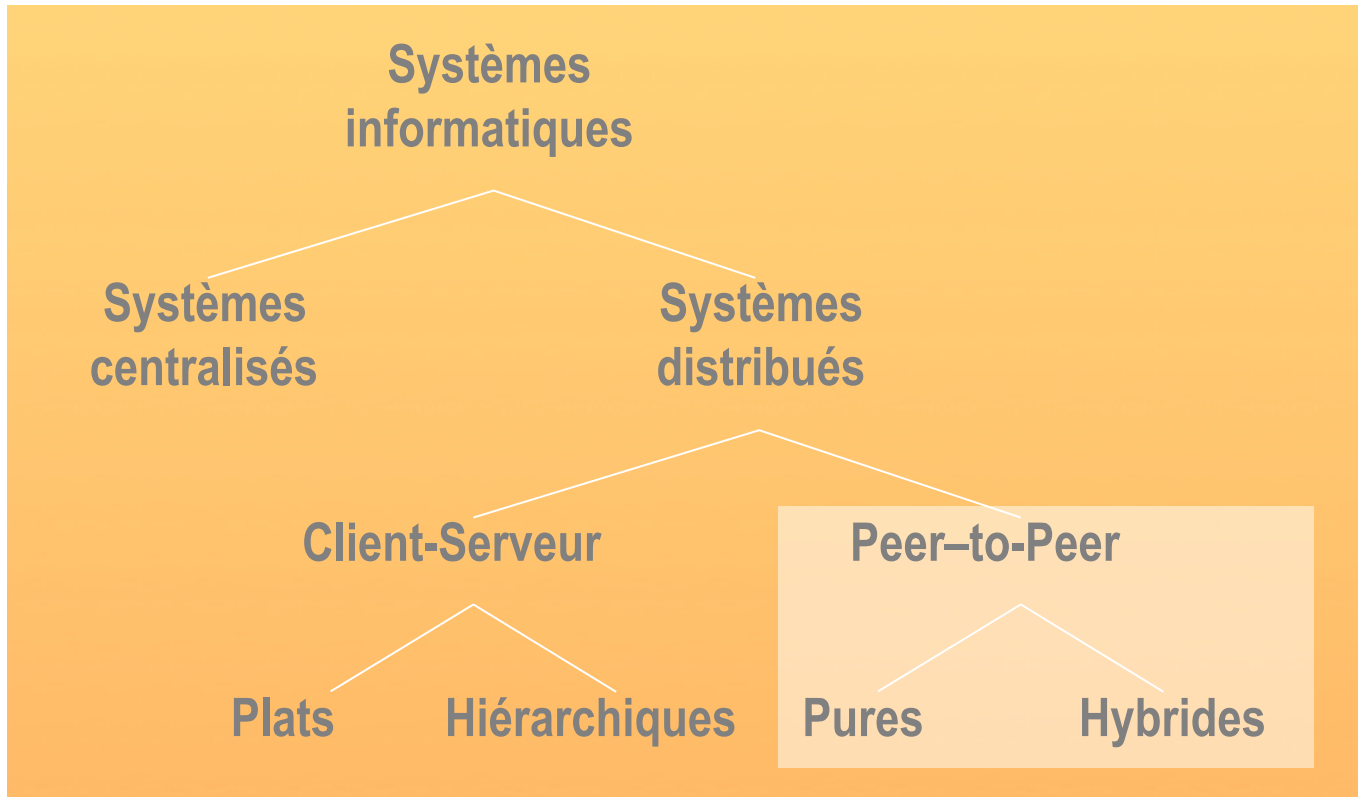 Systèmes
informatiques
Systèmes
centralisés
Systèmes
distribués
Client-Serveur
Peer–to-Peer
Plats
Hiérarchiques
Pures
Hybrides